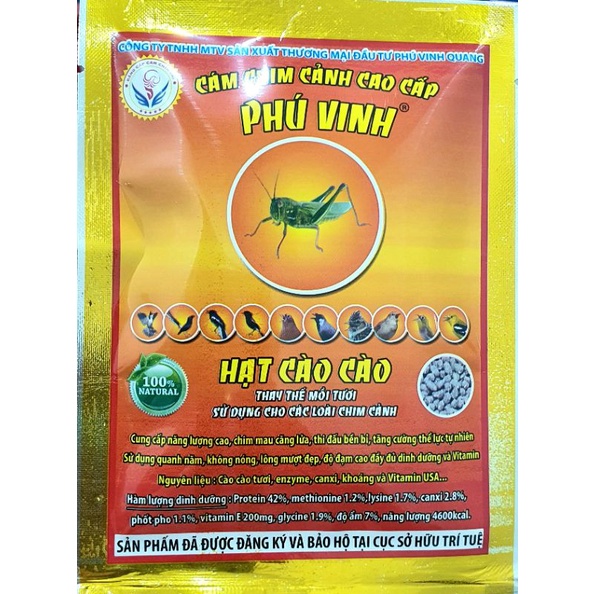 CÔNG TY TNHH MTV SẢN XUẤT THƯƠNG MẠI ĐẦU TƯ PHÚ VINH QUANG
CÁM CHIM CẢNH CAO CẤP
PHÚ VINH®
100%
NATURAL
HẠT CÀO CÀO
THAY THẾ MỒI TƯƠI
SỬ DỤNG CHO CÁC LOÀI CHIM CẢNH
Cung cấp năng lượng cao, chim mau căng lửa, thi đấu bền bỉ, tăng cường thể lực tự nhiên
Sử dụng quanh năm, không nóng, lông mượt đẹp, độ đạm cao đầy đủ dinh dưỡng và Vitamin
Nguyên liệu : Cào cào tươi, enzyme, canxi, khoáng và Vitamin USA...
Hàm lượng dinh dưỡng : Protein 42%, methionine 1.2%, lysine 1.7%, canxi 2.8%,
phốt pho 1.1%, vitamin E 200mg, glycine 1.9%, độ ẩm 7%, năng lượng 4600kcal.
SẢN PHẨM ĐÃ ĐƯỢC ĐĂNG KÝ VÀ BẢO HỘ TẠI CỤC SỞ HỮU TRÍ TUỆ